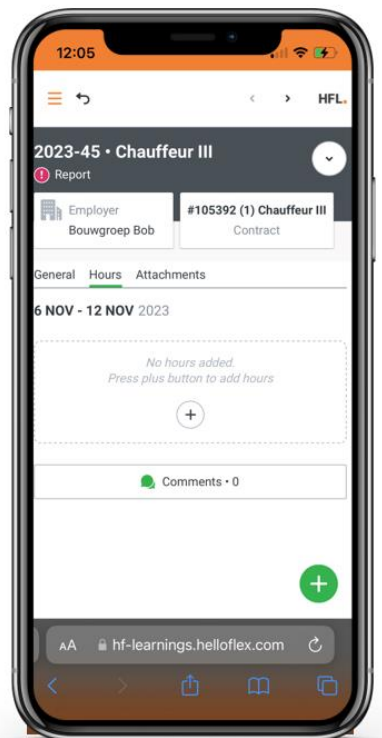 12:05
HFL.
2023-45 • Chauffeur III
! Report
Employer
Bouwgroep Bob
#105392 (1) Chauffeur III
Contract
General Hours Attachments
6 NOV - 12 NOV 2023
No hours added.
Press plus button to add hours
+
Comments • 0
+
AA hf-learnings.helloflex.com